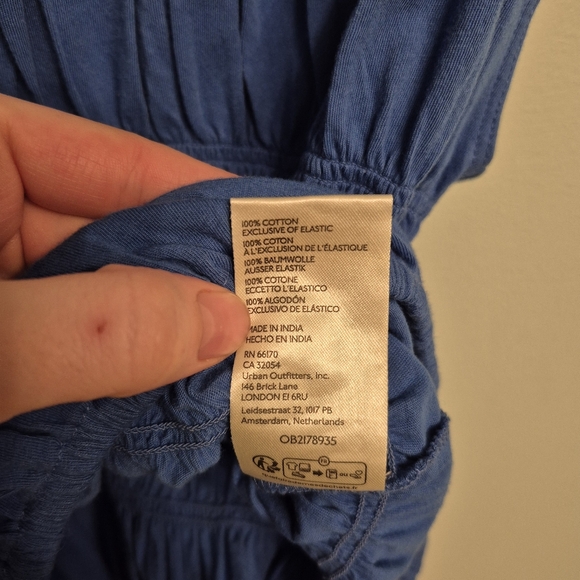 100% COTTON
EXCLUSIVE OF ELASTIC
100% COTON
À L'EXCLUSION DE L'ÉLASTIQUE
100% BAUMWOLLE
AUSSER ELASTIK
100% COTONE
ECCETTO L'ELASTICO
100% ALGODÓN
EXCLUSIVO DE ELÁSTICO
MADE IN INDIA
HECHO EN INDIA
RN 66170
CA 32054
Urban Outfitters, Inc.
146 Brick Lane
LONDON E1 6RU
Leidsestraat 32, 1017 PB
Amsterdam, Netherlands
OB2178935
FR
OU